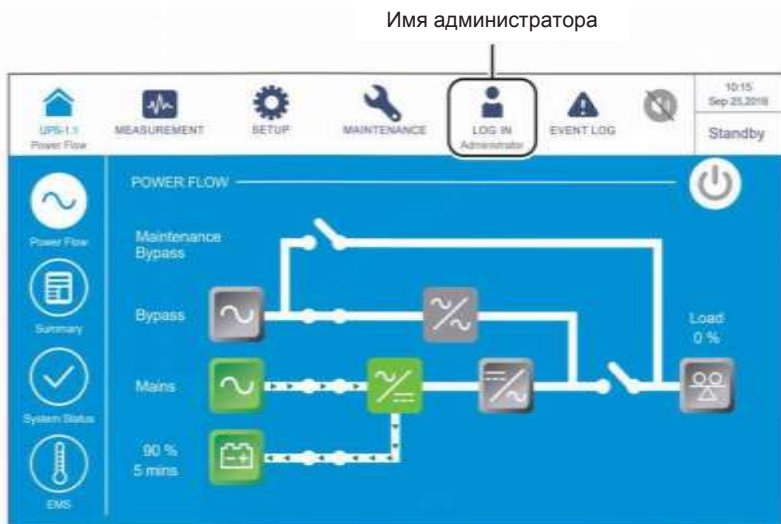 Имя администратора
UPS-1.1
Power Flow
MEASUREMENT
SETUP
MAINTENANCE
LOG IN
Administrator
EVENT LOG
10:15
Sep 25,2018
Standby
POWER FLOW
Power Flow
Summary
System Status
EMS
Maintenance
Bypass
Bypass
Mains
90 %
5 mins
Load
0 %